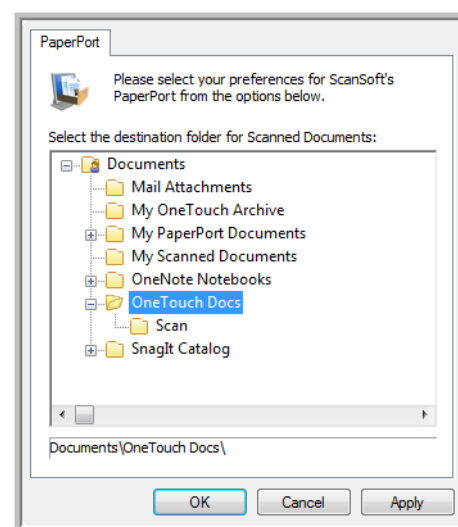 PaperPort
Please select your preferences for ScanSoft's
PaperPort from the options below.
Select the destination folder for Scanned Documents:
Documents
Mail Attachments
My OneTouch Archive
My PaperPort Documents
My Scanned Documents
OneNote Notebooks
OneTouch Docs
Scan
SnagIt Catalog
Documents\OneTouch Docs\
OK Cancel Apply